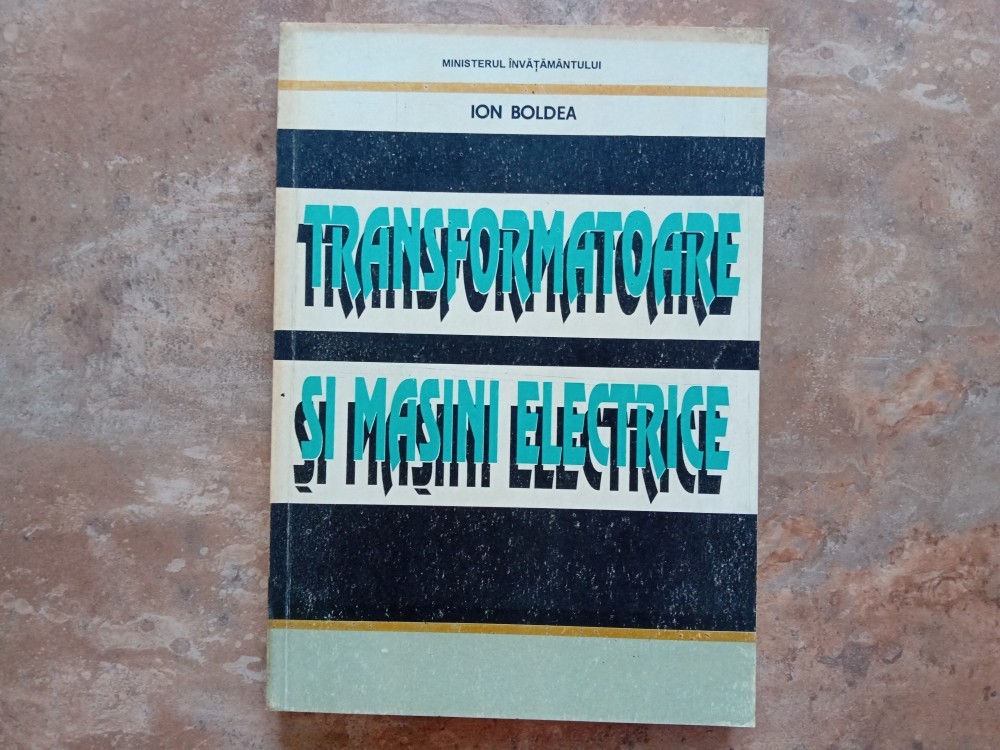 MINISTERUL ÎNVĂȚĂMÂNTULUI
ION BOLDEA
TRANSFORMATOARE
ȘI MAȘINI ELECTRICE